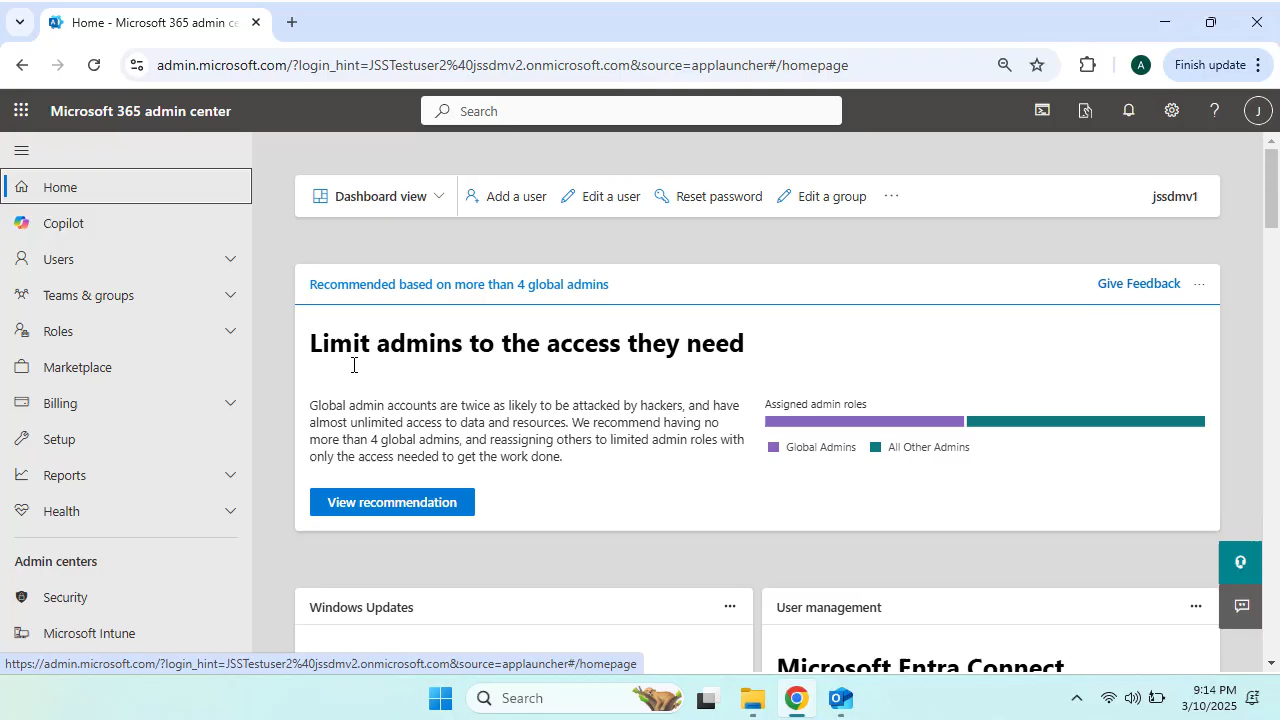 Home - Microsoft 365 admin ce
admin.microsoft.com/?login_hint=JSSTestuser2%40jssdmv2.onmicrosoft.com&source=applauncher#/homepage
A
Finish update
Microsoft 365 admin center
Search
?
J
Home
Dashboard view
Add a user
Edit a user
Reset password
Edit a group
...
jssdmv1
Copilot
Users
Teams & groups
Roles
Marketplace
Billing
Setup
Reports
Health
Admin centers
Security
Microsoft Intune
Recommended based on more than 4 global admins
Give Feedback
...
Limit admins to the access they need
Global admin accounts are twice as likely to be attacked by hackers, and have
almost unlimited access to data and resources. We recommend having no
more than 4 global admins, and reassigning others to limited admin roles with
only the access needed to get the work done.
Assigned admin roles
Global Admins
All Other Admins
View recommendation
Windows Updates
...
User management
...
Microsoft Entra Connect
https://admin.microsoft.com/?login_hint=JSSTestuser2%40jssdmv2.onmicrosoft.com&source=applauncher#/homepage
Search
9:14 PM
3/10/2025